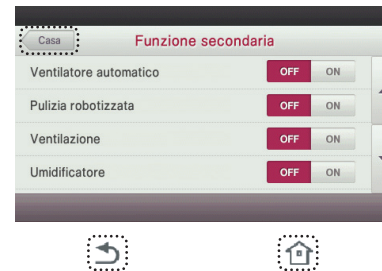 Casa
Funzione secondaria
Ventilatore automatico OFF ON
Pulizia robotizzata OFF ON
Ventilazione OFF ON
Umidificatore OFF ON